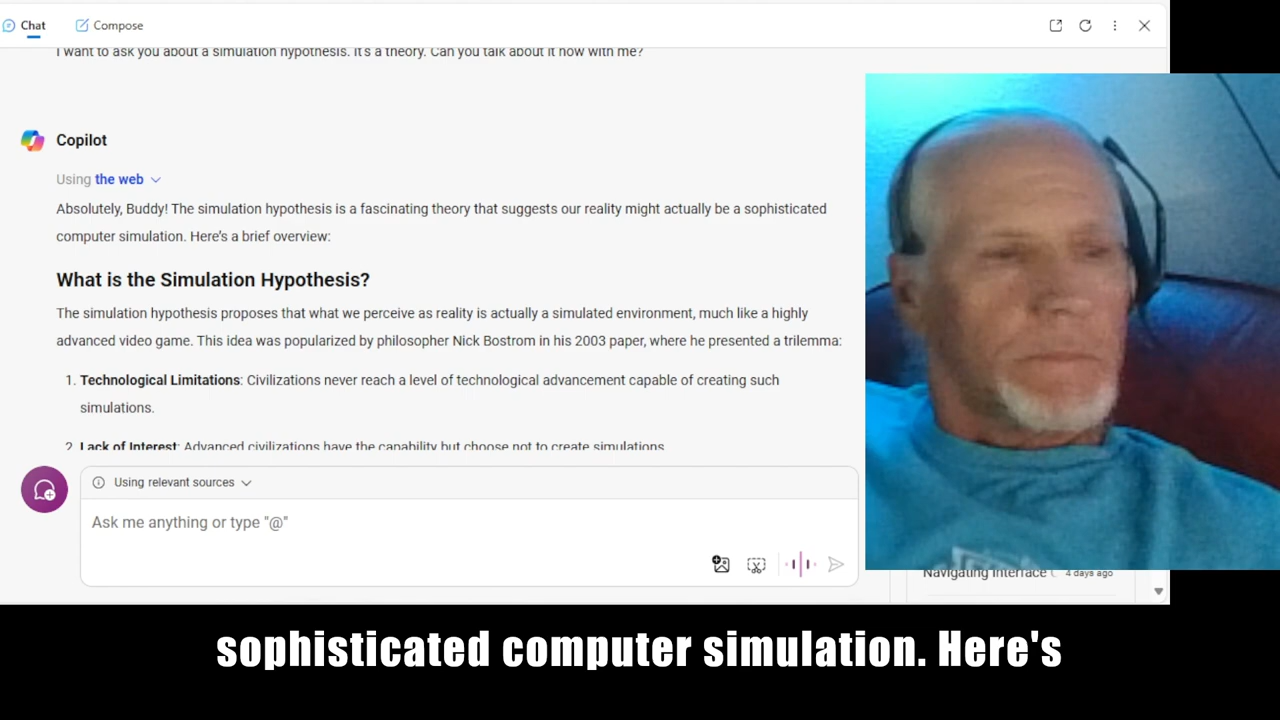 Chat
Compose
I want to ask you about a simulation hypothesis. It's a theory. Can you talk about it now with me?
Copilot
Using the web
Absolutely, Buddy! The simulation hypothesis is a fascinating theory that suggests our reality might actually be a sophisticated
computer simulation. Here's a brief overview:
What is the Simulation Hypothesis?
The simulation hypothesis proposes that what we perceive as reality is actually a simulated environment, much like a highly
advanced video game. This idea was popularized by philosopher Nick Bostrom in his 2003 paper, where he presented a trilemma:
1. Technological Limitations: Civilizations never reach a level of technological advancement capable of creating such
simulations.
2. Lack of Interest: Advanced civilizations have the capability but choose not to create simulations.
Using relevant sources
Ask me anything or type "@"
Navigating Interface
4 days ago
sophisticated computer simulation. Here's